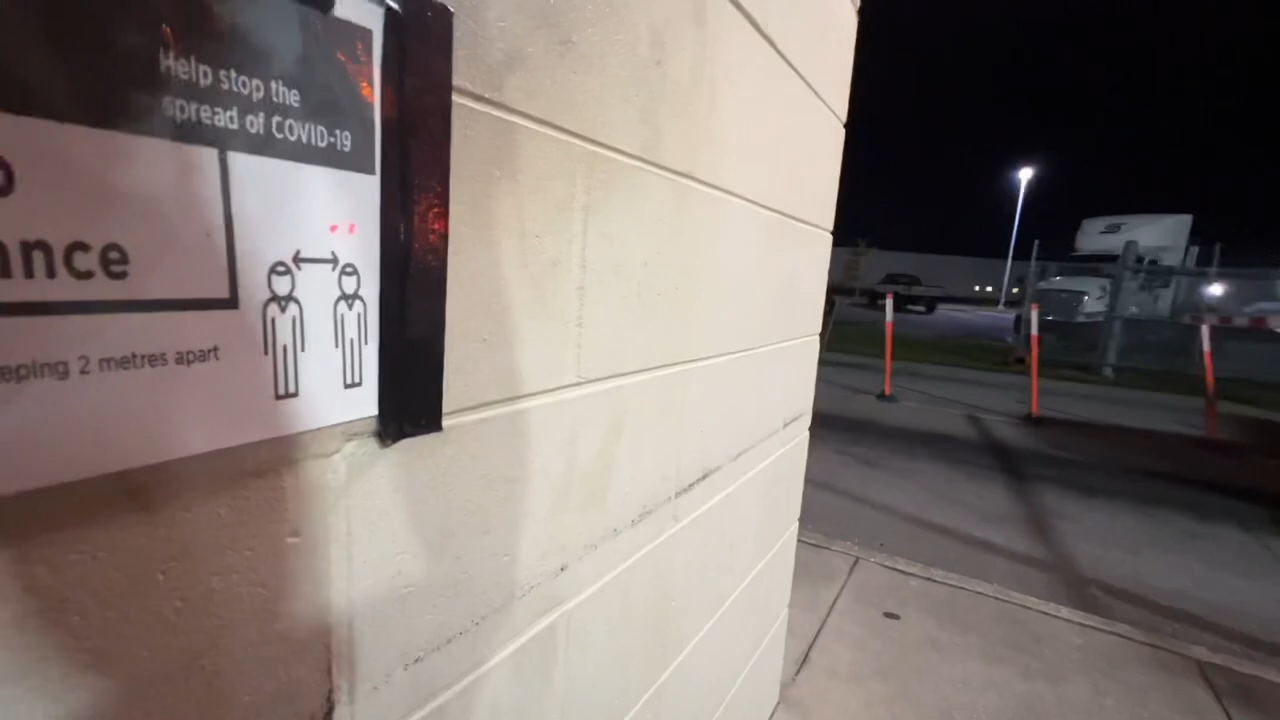 Help stop the
spread of COVID-19
ance
eping 2 metres apart